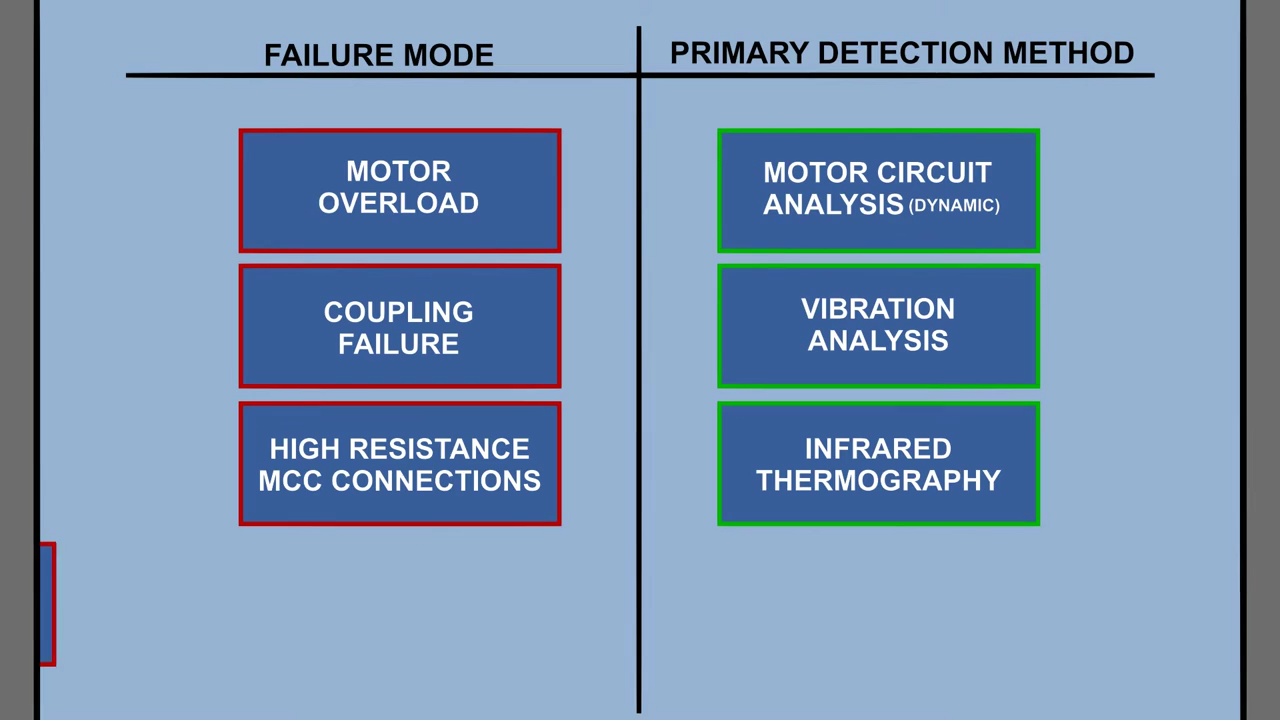 FAILURE MODE
PRIMARY DETECTION METHOD
MOTOR
OVERLOAD
MOTOR CIRCUIT
ANALYSIS (DYNAMIC)
COUPLING
FAILURE
VIBRATION
ANALYSIS
HIGH RESISTANCE
MCC CONNECTIONS
INFRARED
THERMOGRAPHY